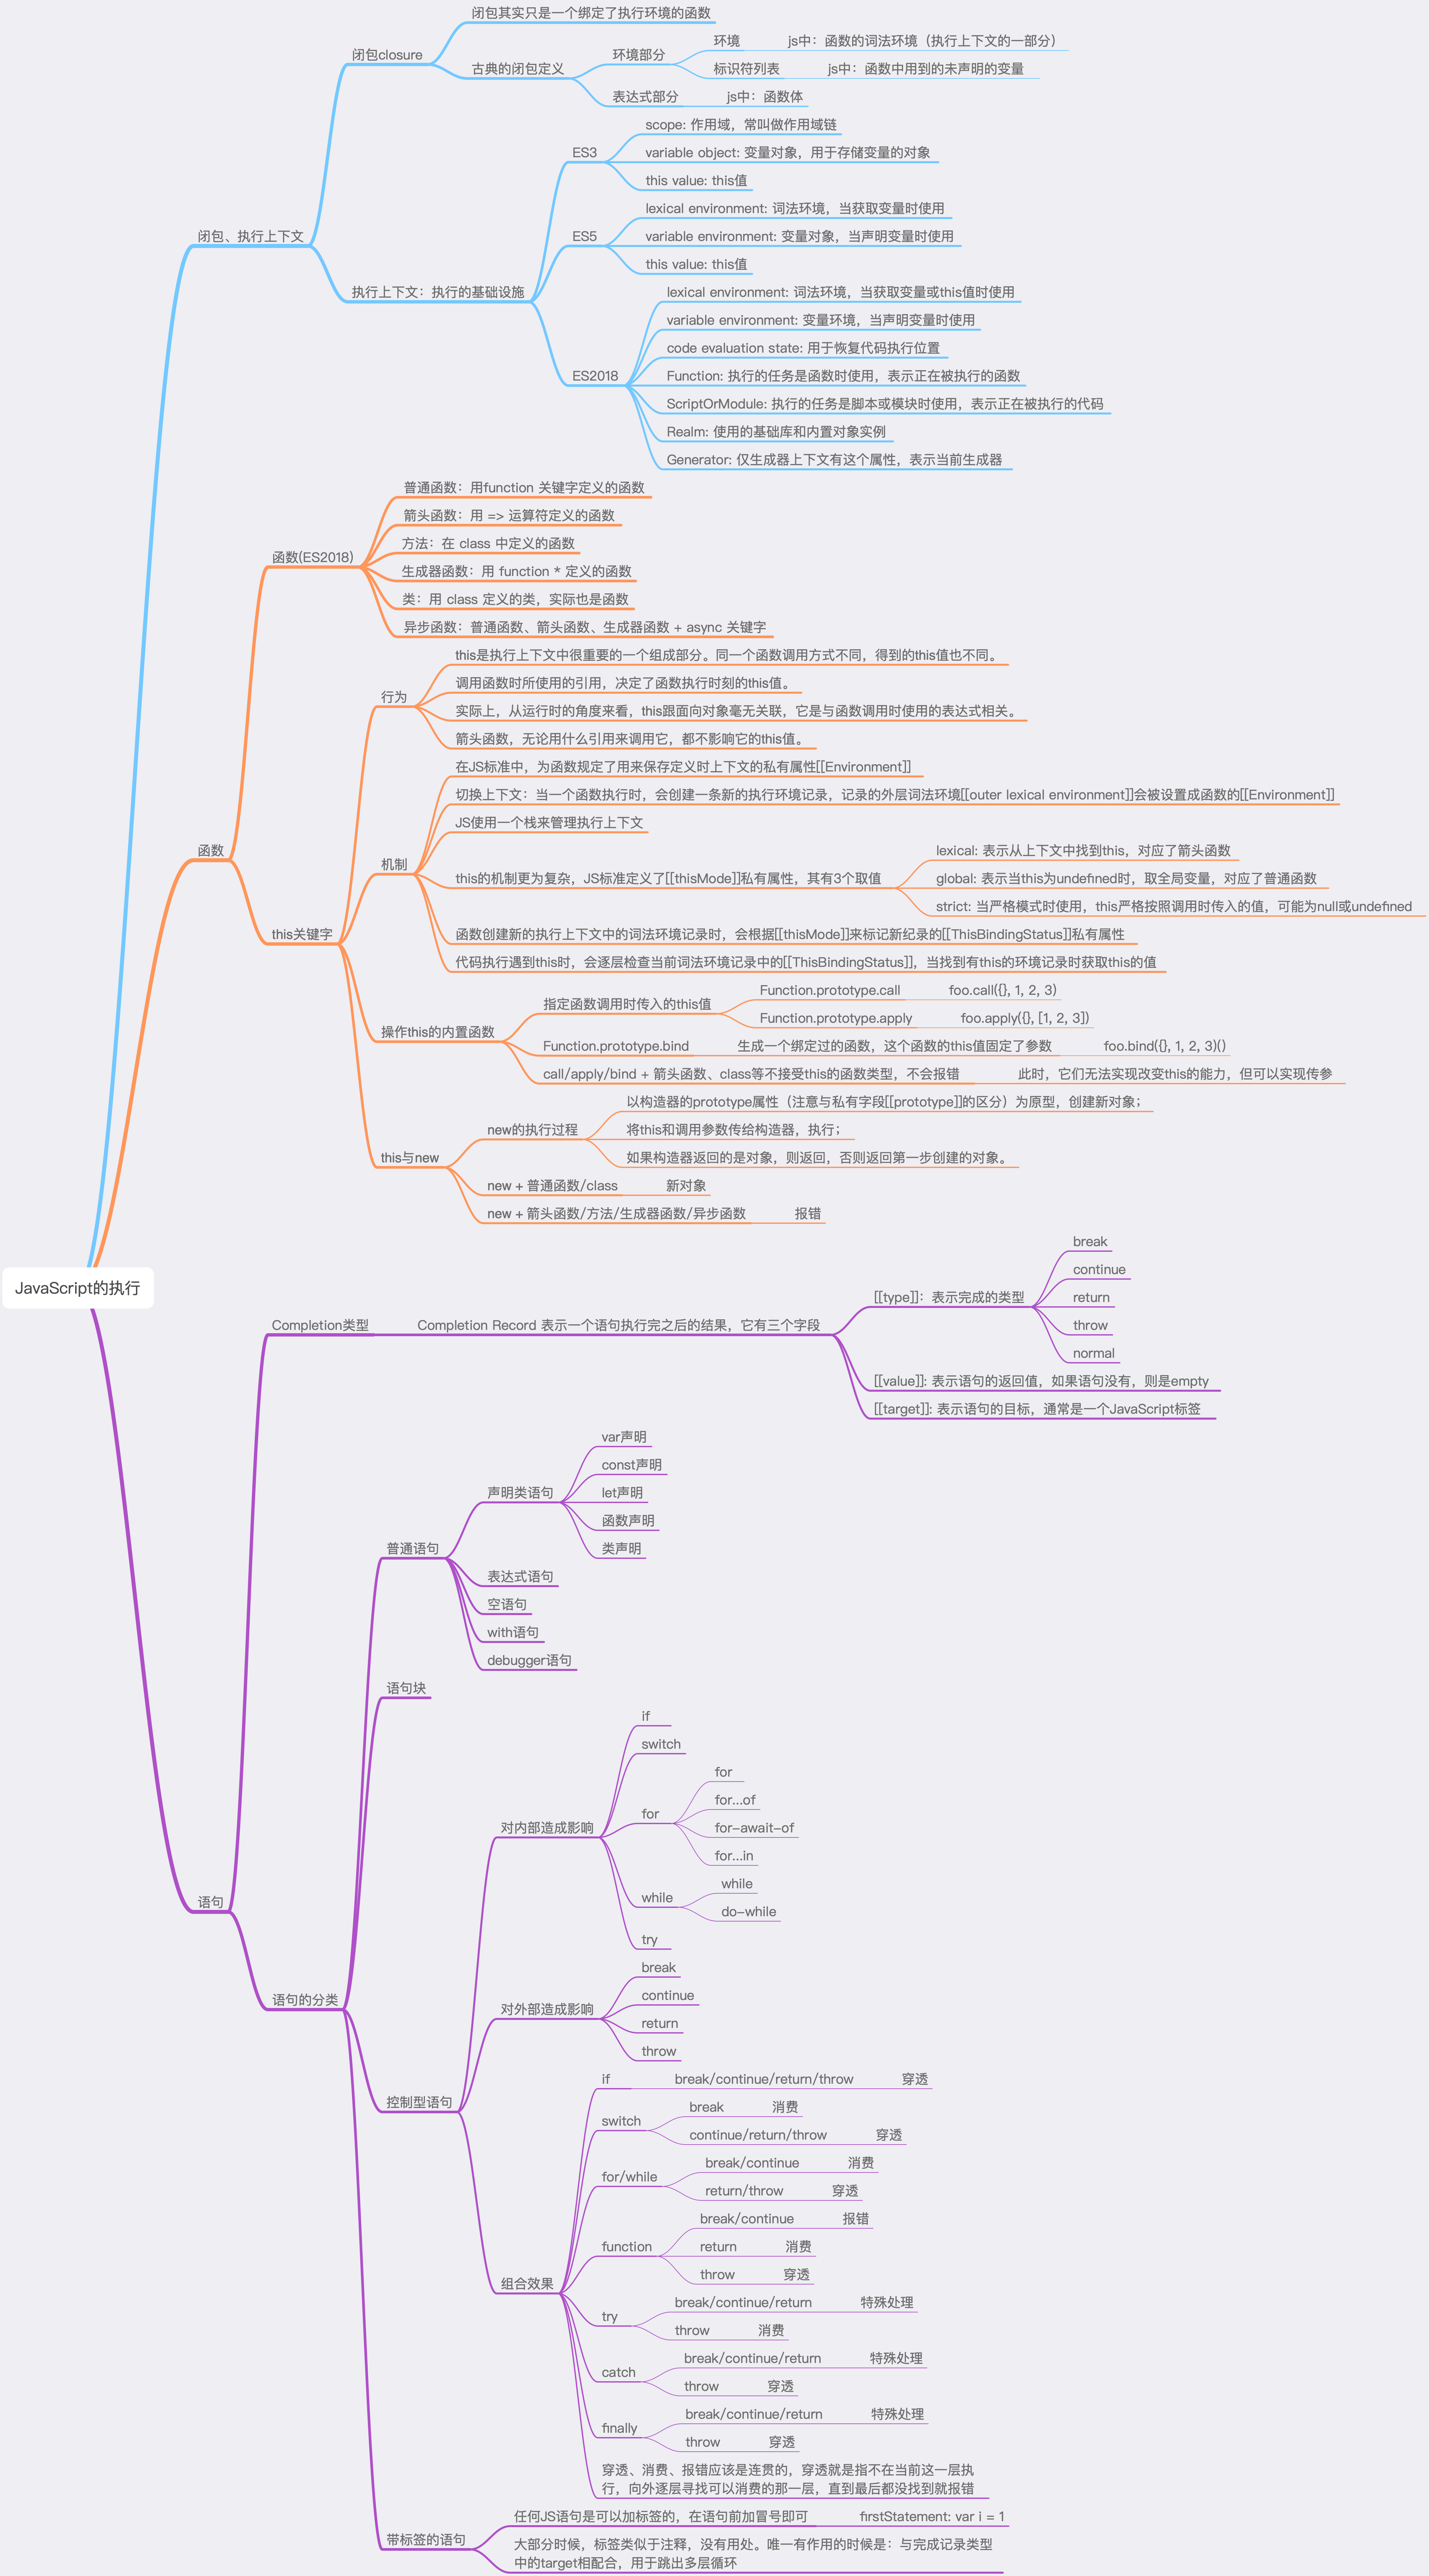 闭包其实只是一个绑定了执行环境的函数
闭包closure
环境
js中：函数的词法环境（执行上下文的一部分）
环境部分
古典的闭包定义
标识符列表
js中：函数中用到的未声明的变量
表达式部分
js中：函数体
scope: 作用域，常叫做作用域链
ES3
variable object: 变量对象，用于存储变量的对象
this value: this值
lexical environment: 词法环境，当获取变量时使用
闭包、执行上下文
ES5
variable environment: 变量对象，当声明变量时使用
this value: this值
执行上下文：执行的基础设施
lexical environment: 词法环境，当获取变量或this值时使用
variable environment: 变量环境，当声明变量时使用
code evaluation state: 用于恢复代码执行位置
ES2018
Function: 执行的任务是函数时使用，表示正在被执行的函数
ScriptOrModule: 执行的任务是脚本或模块时使用，表示正在被执行的代码
Realm: 使用的基础库和内置对象实例
Generator: 仅生成器上下文有这个属性，表示当前生成器
普通函数：用function 关键字定义的函数
箭头函数：用 => 运算符定义的函数
方法：在 class 中定义的函数
函数(ES2018)
生成器函数：用 function * 定义的函数
类：用 class 定义的类，实际也是函数
异步函数：普通函数、箭头函数、生成器函数 + async 关键字
this是执行上下文中很重要的一个组成部分。同一个函数调用方式不同，得到的this值也不同。
行为
调用函数时所使用的引用，决定了函数执行时刻的this值。
实际上，从运行时的角度来看，this跟面向对象毫无关联，它是与函数调用时使用的表达式相关。
箭头函数，无论用什么引用来调用它，都不影响它的this值。
在JS标准中，为函数规定了用来保存定义时上下文的私有属性[[Environment]]
切换上下文：当一个函数执行时，会创建一条新的执行环境记录，记录的外层词法环境[[outer lexical environment]]会被设置成函数的[[Environment]]
JS使用一个栈来管理执行上下文
函数
机制
lexical: 表示从上下文中找到this，对应了箭头函数
this的机制更为复杂，JS标准定义了[[thisMode]]私有属性，其有3个取值
global: 表示当this为undefined时，取全局变量，对应了普通函数
strict: 当严格模式时使用，this严格按照调用时传入的值，可能为null或undefined
this关键字
函数创建新的执行上下文中的词法环境记录时，会根据[[thisMode]]来标记新纪录的[[ThisBindingStatus]]私有属性
代码执行遇到this时，会逐层检查当前词法环境记录中的[[ThisBindingStatus]]，当找到有this的环境记录时获取this的值
Function.prototype.call
foo.call({}, 1, 2, 3)
指定函数调用时传入的this值
Function.prototype.apply
foo.apply({}, [1, 2, 3])
操作this的内置函数
Function.prototype.bind
生成一个绑定过的函数，这个函数的this值固定了参数
foo.bind({}, 1, 2, 3)()
call/apply/bind + 箭头函数、class等不接受this的函数类型，不会报错
此时，它们无法实现改变this的能力，但可以实现传参
以构造器的prototype属性（注意与私有字段[[prototype]]的区分）为原型，创建新对象；
new的执行过程
将this和调用参数传给构造器，执行；
如果构造器返回的是对象，则返回，否则返回第一步创建的对象。
this与new
new + 普通函数/class
新对象
new + 箭头函数/方法/生成器函数/异步函数
报错
JavaScript的执行
break
continue
[[type]]：表示完成的类型
return
throw
normal
Completion类型
Completion Record 表示一个语句执行完之后的结果，它有三个字段
[[value]]: 表示语句的返回值，如果语句没有，则是empty
[[target]]: 表示语句的目标，通常是一个JavaScript标签
var声明
const声明
声明类语句
let声明
函数声明
类声明
普通语句
表达式语句
空语句
with语句
debugger语句
语句块
if
switch
for
for
for...of
for-await-of
for...in
对内部造成影响
while
while
do-while
try
语句
break
对外部造成影响
continue
return
throw
语句的分类
控制型语句
if
break/continue/return/throw
穿透
switch
break
消费
continue/return/throw
穿透
for/while
break/continue
消费
return/throw
穿透
function
break/continue
报错
return
消费
throw
穿透
组合效果
try
break/continue/return
特殊处理
throw
消费
catch
break/continue/return
特殊处理
throw
穿透
finally
break/continue/return
特殊处理
throw
穿透
穿透、消费、报错应该是连贯的，穿透就是指不在当前这一层执
行，向外逐层寻找可以消费的那一层，直到最后都没找到就报错
带标签的语句
任何JS语句是可以加标签的，在语句前加冒号即可
firstStatement: var i = 1
大部分时候，标签类似于注释，没有用处。唯一有作用的时候是：与完成记录类型
中的target相配合，用于跳出多层循环